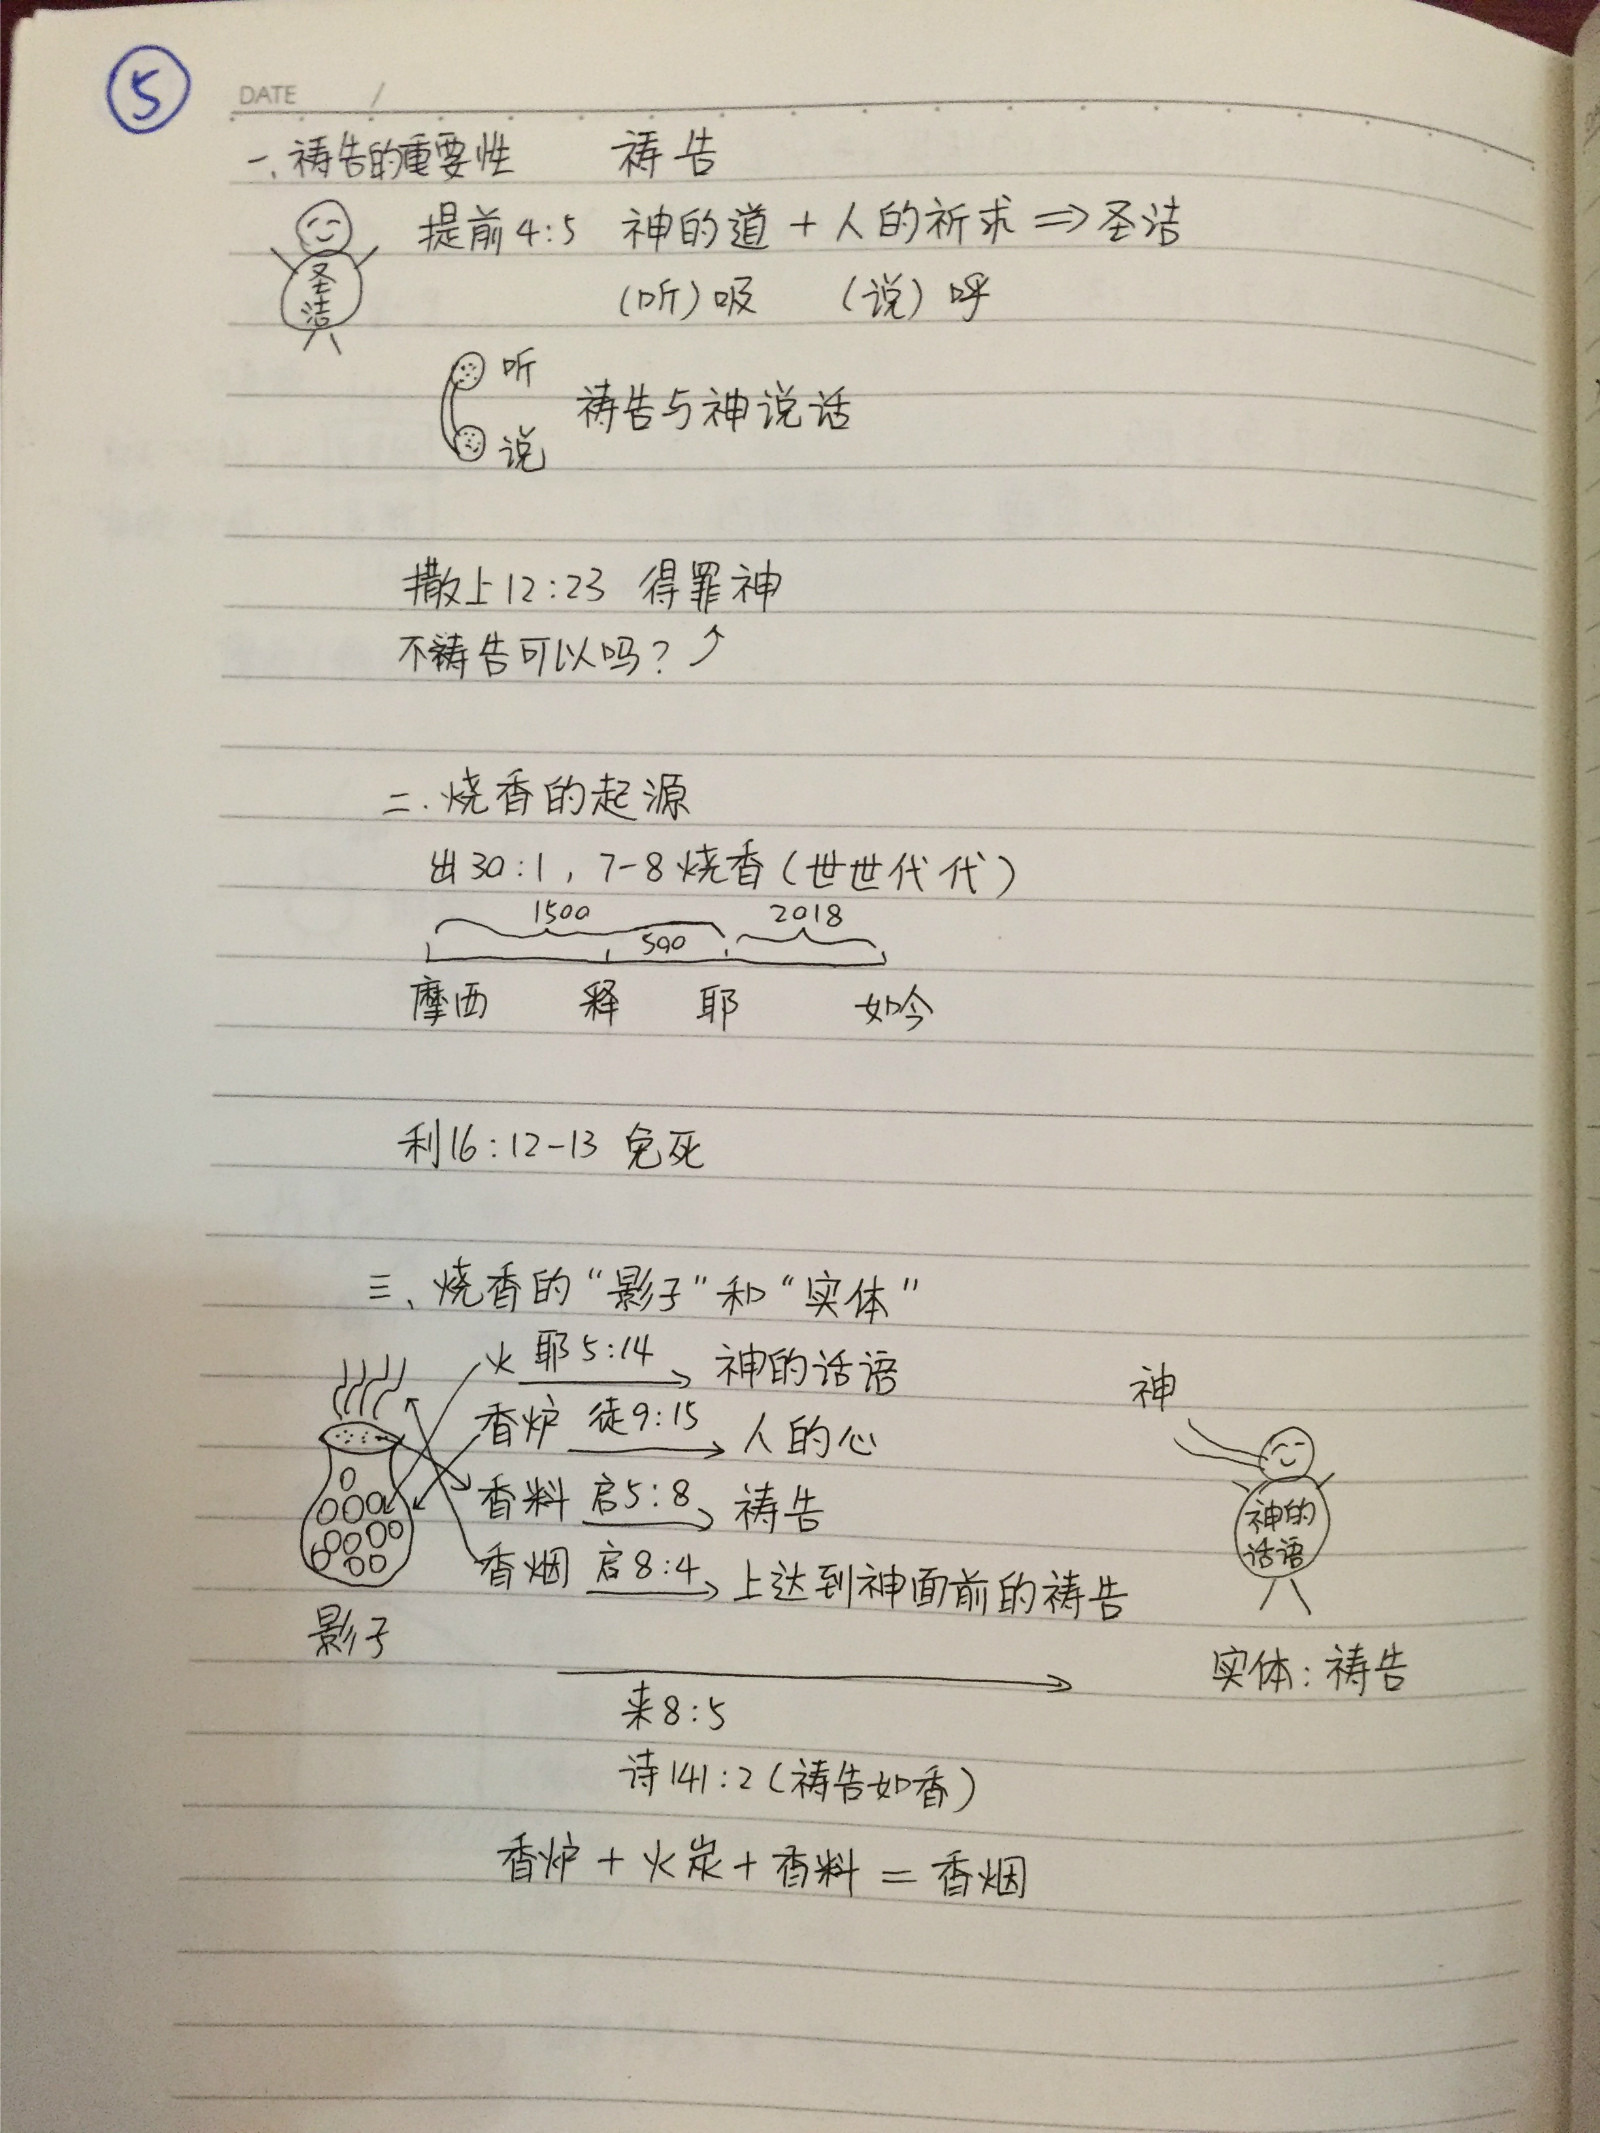 5
DATE /
一、祷告的重要性 祷告
提前4:5 神的道 + 人的祈求 ⇒ 圣洁
圣洁
(听)吸 (说)呼
听
祷告与神说话
说
撒上12:23 得罪神
不祷告可以吗?
二.烧香的起源
出30:1, 7-8 烧香(世世代代)
1500 2018
500
摩西 释 耶 如今
利16:12-13 免死
三、烧香的“影子”和“实体”
火 耶5:14 → 神的话语
神
香炉 徒9:15 → 人的心
香料 启5:8 → 祷告
神的话语
香烟 启8:4 → 上达到神面前的祷告
影子
实体:祷告
来8:5
诗141:2(祷告如香)
香炉 + 火炭 + 香料 = 香烟